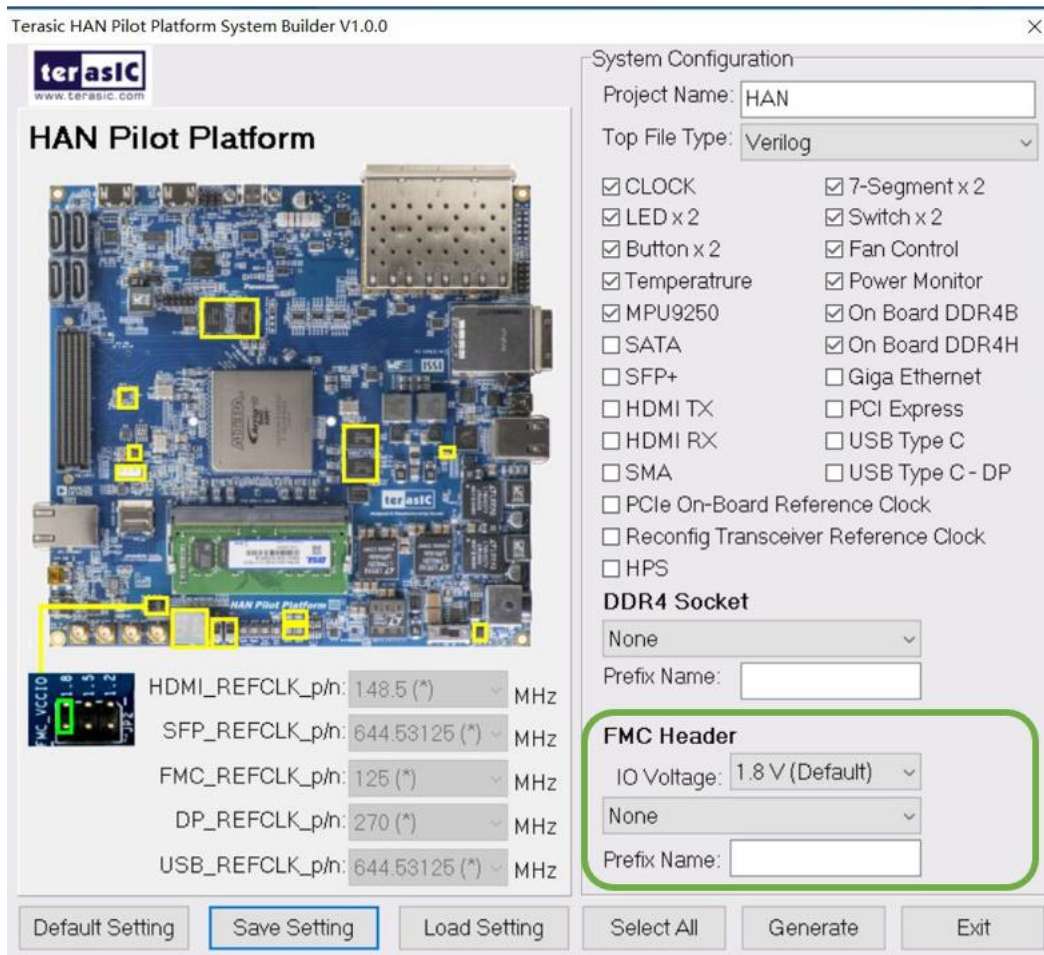 Terasic HAN Pilot Platform System Builder V1.0.0
terasIC
www.terasic.com
HAN Pilot Platform
Panasonic
ISSI
ALTERA
Arria 10
terasIC
HAN Pilot Platform
FMC_VCCIO
1.8
1.5
1.2
JP2
HDMI_REFCLK_p/n: 148.5 (*) MHz
SFP_REFCLK_p/n: 644.53125 (*) MHz
FMC_REFCLK_p/n: 125 (*) MHz
DP_REFCLK_p/n: 270 (*) MHz
USB_REFCLK_p/n: 644.53125 (*) MHz
System Configuration
Project Name: HAN
Top File Type: Verilog
CLOCK 7-Segment x 2
LED x 2 Switch x 2
Button x 2 Fan Control
Temperatrure Power Monitor
MPU9250 On Board DDR4B
SATA On Board DDR4H
SFP+ Giga Ethernet
HDMI TX PCI Express
HDMI RX USB Type C
SMA USB Type C - DP
PCIe On-Board Reference Clock
Reconfig Transceiver Reference Clock
HPS
DDR4 Socket
None
Prefix Name:
FMC Header
IO Voltage: 1.8 V (Default)
None
Prefix Name:
Default Setting Save Setting Load Setting Select All Generate Exit